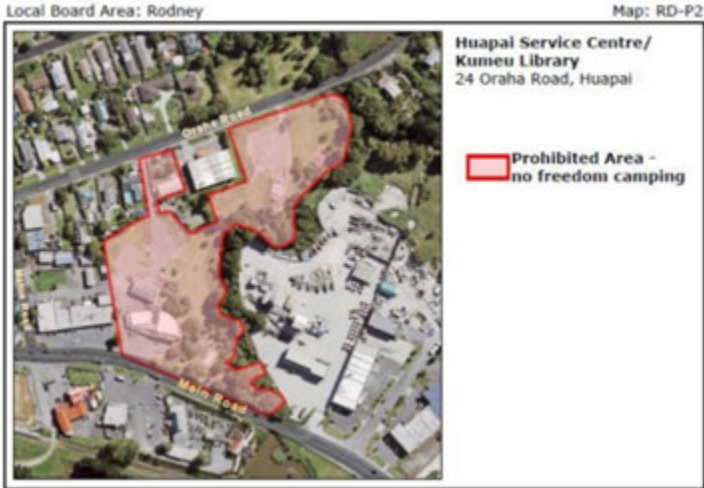 Local Board Area: Rodney
Map: RD-P2
Huapai Service Centre/
Kumeu Library
24 Oraha Road, Huapai
Oraha Road
Prohibited Area -
no freedom camping
Main Road